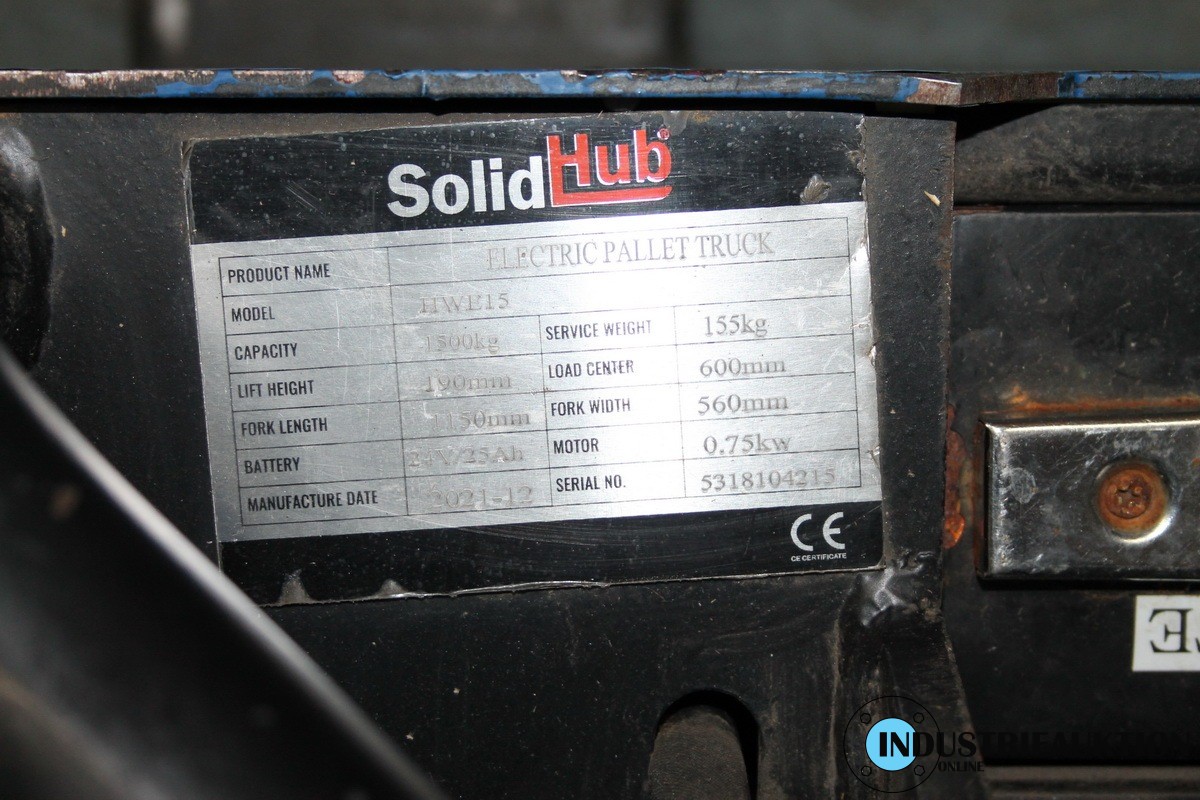 SolidHub®
PRODUCT NAME ELECTRIC PALLET TRUCK
MODEL HWE15
CAPACITY 1500kg SERVICE WEIGHT 155kg
LIFT HEIGHT 190mm LOAD CENTER 600mm
FORK LENGTH 1150mm FORK WIDTH 560mm
BATTERY 24V/25Ah MOTOR 0.75kw
MANUFACTURE DATE 2021-12 SERIAL NO. 5318104215
CE
CE CERTIFICATE
INDUSTRIEAUKTION
ONLINE